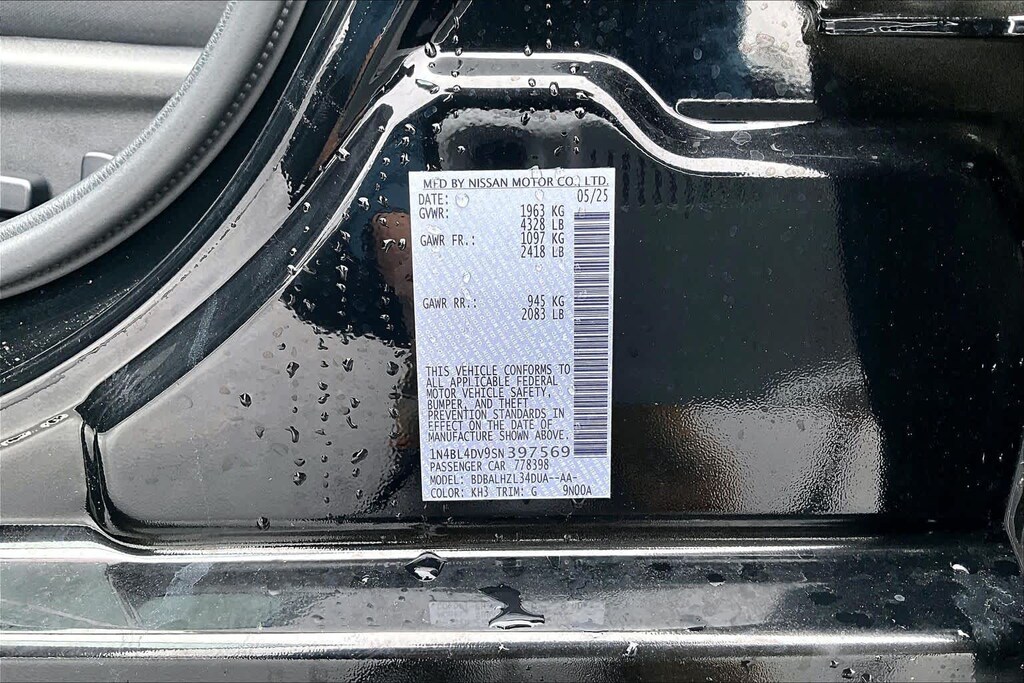 MFD BY NISSAN MOTOR CO., LTD.
DATE: 05/25
GVWR: 1963 KG
4328 LB
GAWR FR.: 1097 KG
2418 LB
GAWR RR.: 945 KG
2083 LB
THIS VEHICLE CONFORMS TO
ALL APPLICABLE FEDERAL
MOTOR VEHICLE SAFETY,
BUMPER, AND THEFT
PREVENTION STANDARDS IN
EFFECT ON THE DATE OF
MANUFACTURE SHOWN ABOVE.
1N4BL4DV9SN397569
PASSENGER CAR 778398
MODEL: BDBALHZL34DUA--AA-
COLOR: KH3 TRIM: G 9N00A